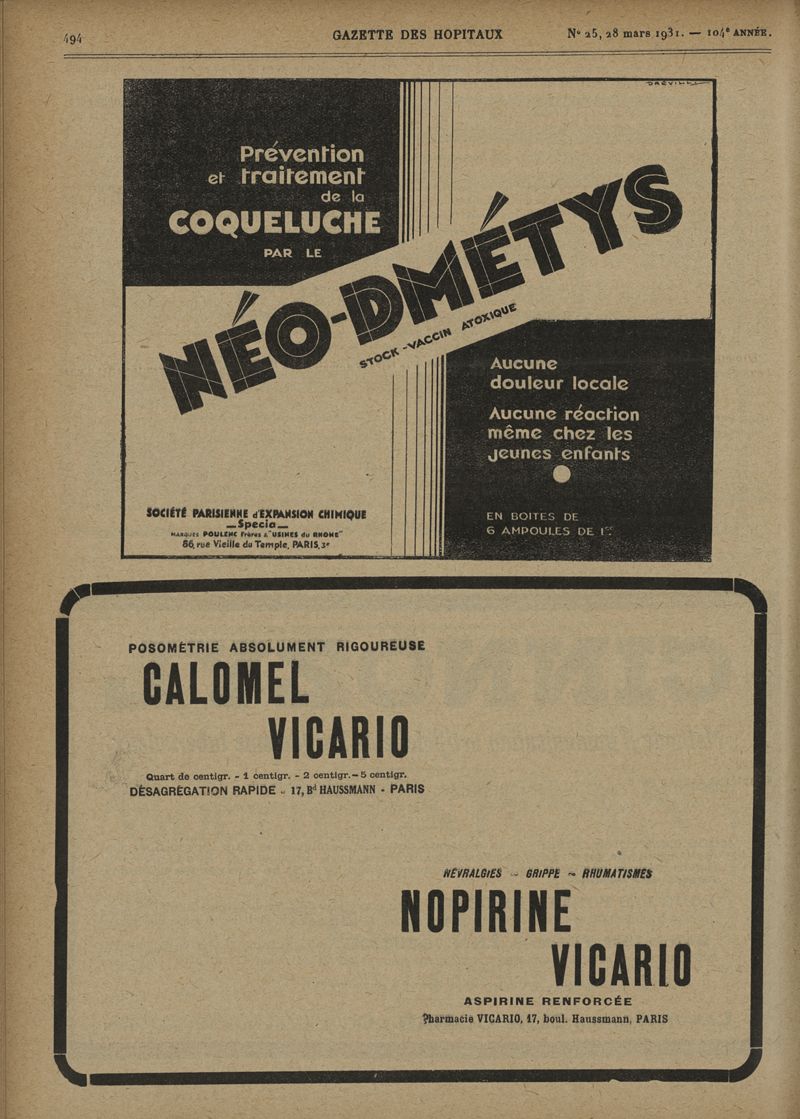 494
GAZETTE DES HOPITAUX
Nº 25, 28 mars 1931. — 104e ANNÉE.
DRÉVILLE
Prévention
et traitement
de la
COQUELUCHE
PAR LE
NÉO-DMÉTYS
STOCK-VACCIN ATOXIQUE
Aucune
douleur locale
Aucune réaction
même chez les
jeunes enfants
EN BOITES DE
6 AMPOULES DE 1cc
SOCIÉTÉ PARISIENNE d'EXPANSION CHIMIQUE
—Specia—
MARQUES POULENC Frères & "USINES du RHONE"
86, rue Vieille du Temple, PARIS, 3e
POSOMÉTRIE ABSOLUMENT RIGOUREUSE
CALOMEL
VICARIO
Quart de centigr. - 1 centigr. - 2 centigr. - 5 centigr.
DÉSAGRÉGATION RAPIDE - 17, Bd HAUSSMANN - PARIS
NÉVRALGIES ~ GRIPPE ~ RHUMATISMES
NOPIRINE
VICARIO
ASPIRINE RENFORCÉE
Pharmacie VICARIO, 17, boul. Haussmann, PARIS